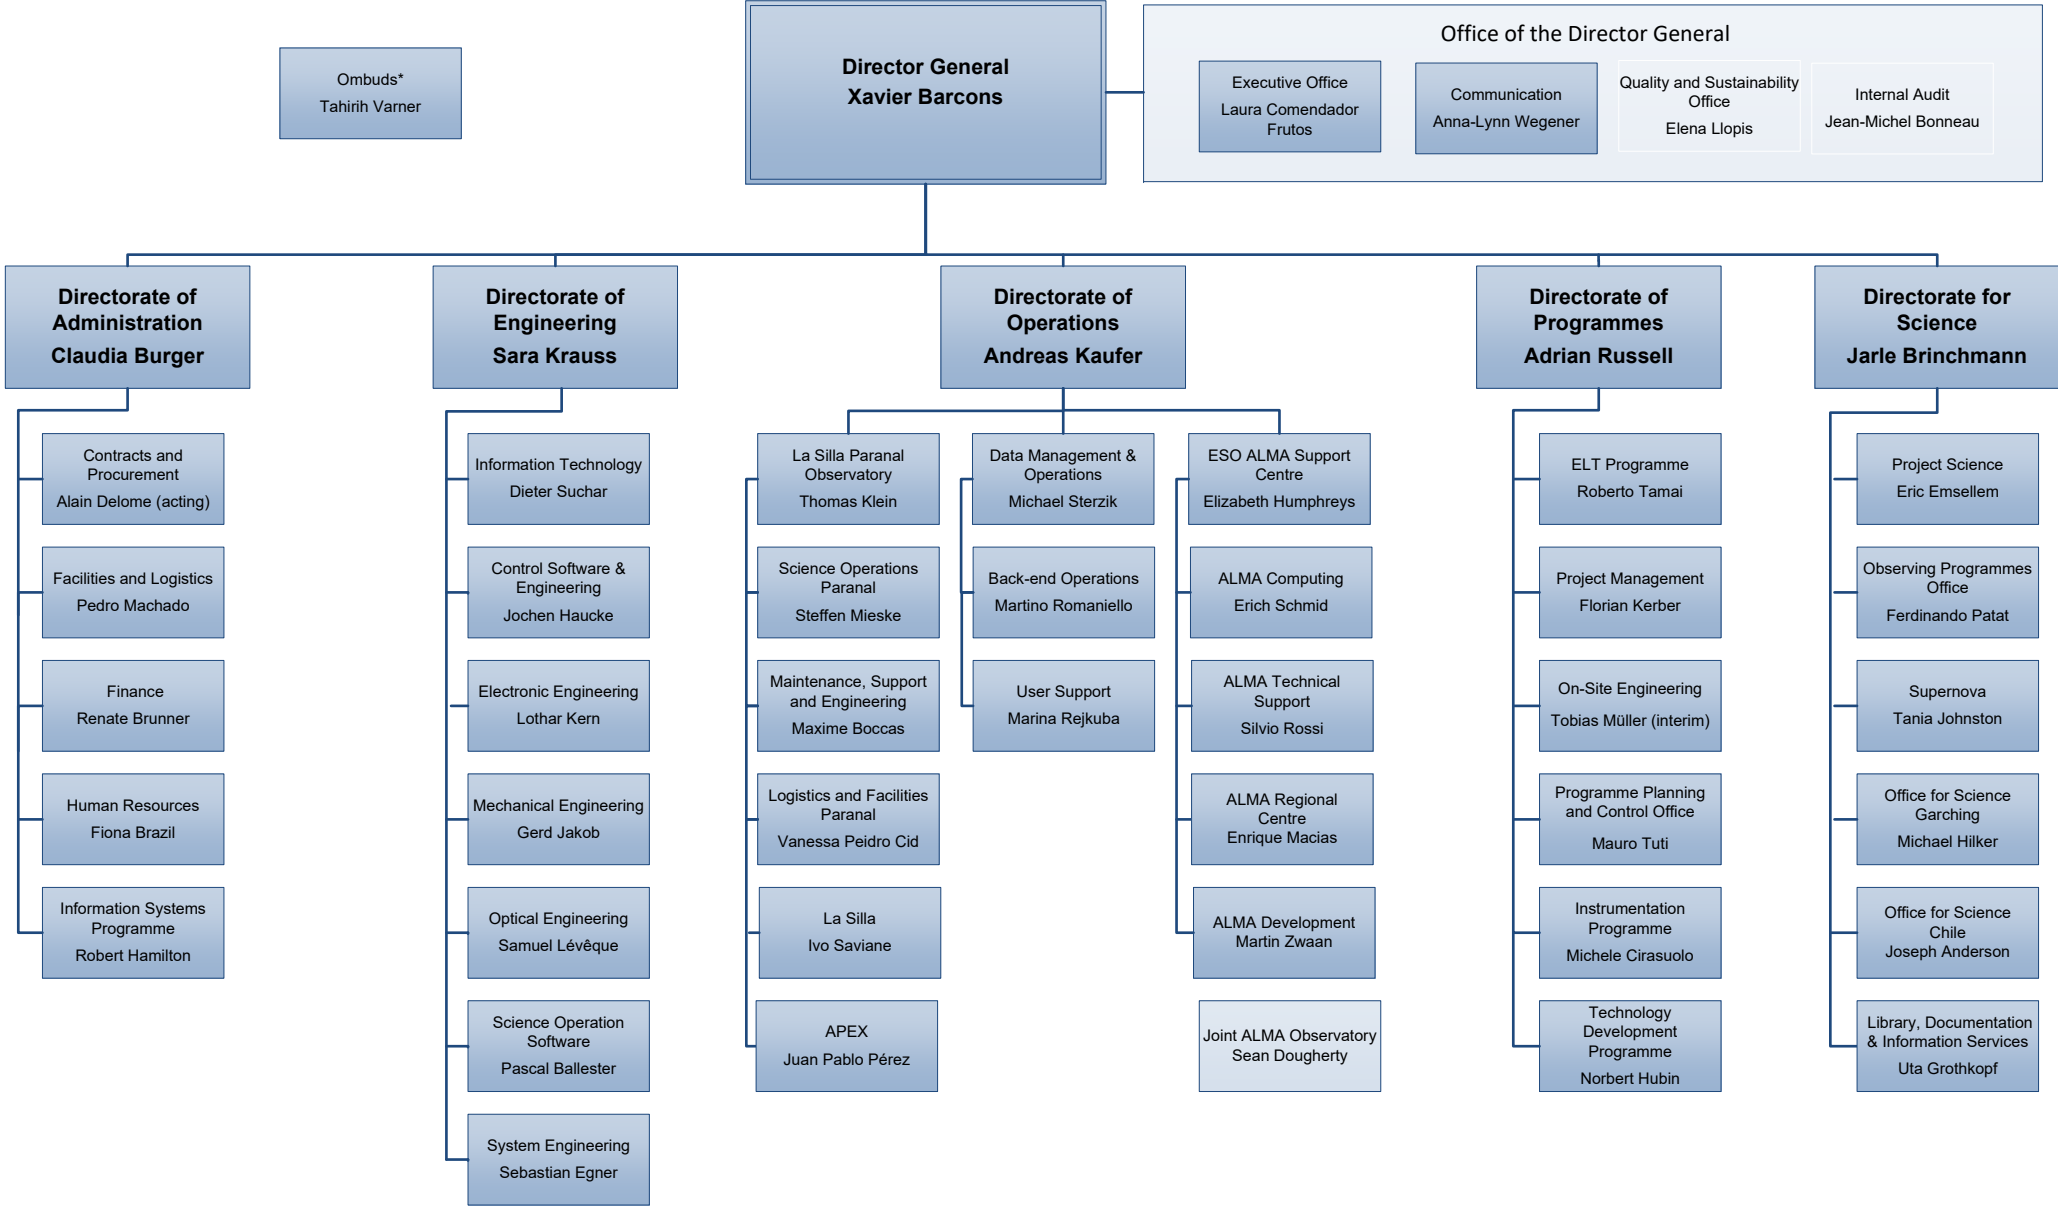 Ombuds*
Tahirih Varner
Director General
Xavier Barcons
Office of the Director General
Executive Office
Laura Comendador
Frutos
Communication
Anna-Lynn Wegener
Quality and Sustainability
Office
Elena Llopis
Internal Audit
Jean-Michel Bonneau
Directorate of
Administration
Claudia Burger
Directorate of
Engineering
Sara Krauss
Directorate of
Operations
Andreas Kaufer
Directorate of
Programmes
Adrian Russell
Directorate for
Science
Jarle Brinchmann
Contracts and
Procurement
Alain Delome (acting)
Facilities and Logistics
Pedro Machado
Finance
Renate Brunner
Human Resources
Fiona Brazil
Information Systems
Programme
Robert Hamilton
Information Technology
Dieter Suchar
Control Software &
Engineering
Jochen Haucke
Electronic Engineering
Lothar Kern
Mechanical Engineering
Gerd Jakob
Optical Engineering
Samuel Lévêque
Science Operation
Software
Pascal Ballester
System Engineering
Sebastian Egner
La Silla Paranal
Observatory
Thomas Klein
Science Operations
Paranal
Steffen Mieske
Maintenance, Support
and Engineering
Maxime Boccas
Logistics and Facilities
Paranal
Vanessa Peidro Cid
La Silla
Ivo Saviane
APEX
Juan Pablo Pérez
Data Management &
Operations
Michael Sterzik
Back-end Operations
Martino Romaniello
User Support
Marina Rejkuba
ESO ALMA Support
Centre
Elizabeth Humphreys
ALMA Computing
Erich Schmid
ALMA Technical
Support
Silvio Rossi
ALMA Regional
Centre
Enrique Macias
ALMA Development
Martin Zwaan
Joint ALMA Observatory
Sean Dougherty
ELT Programme
Roberto Tamai
Project Management
Florian Kerber
On-Site Engineering
Tobias Müller (interim)
Programme Planning
and Control Office
Mauro Tuti
Instrumentation
Programme
Michele Cirasuolo
Technology
Development
Programme
Norbert Hubin
Project Science
Eric Emsellem
Observing Programmes
Office
Ferdinando Patat
Supernova
Tania Johnston
Office for Science
Garching
Michael Hilker
Office for Science
Chile
Joseph Anderson
Library, Documentation
& Information Services
Uta Grothkopf